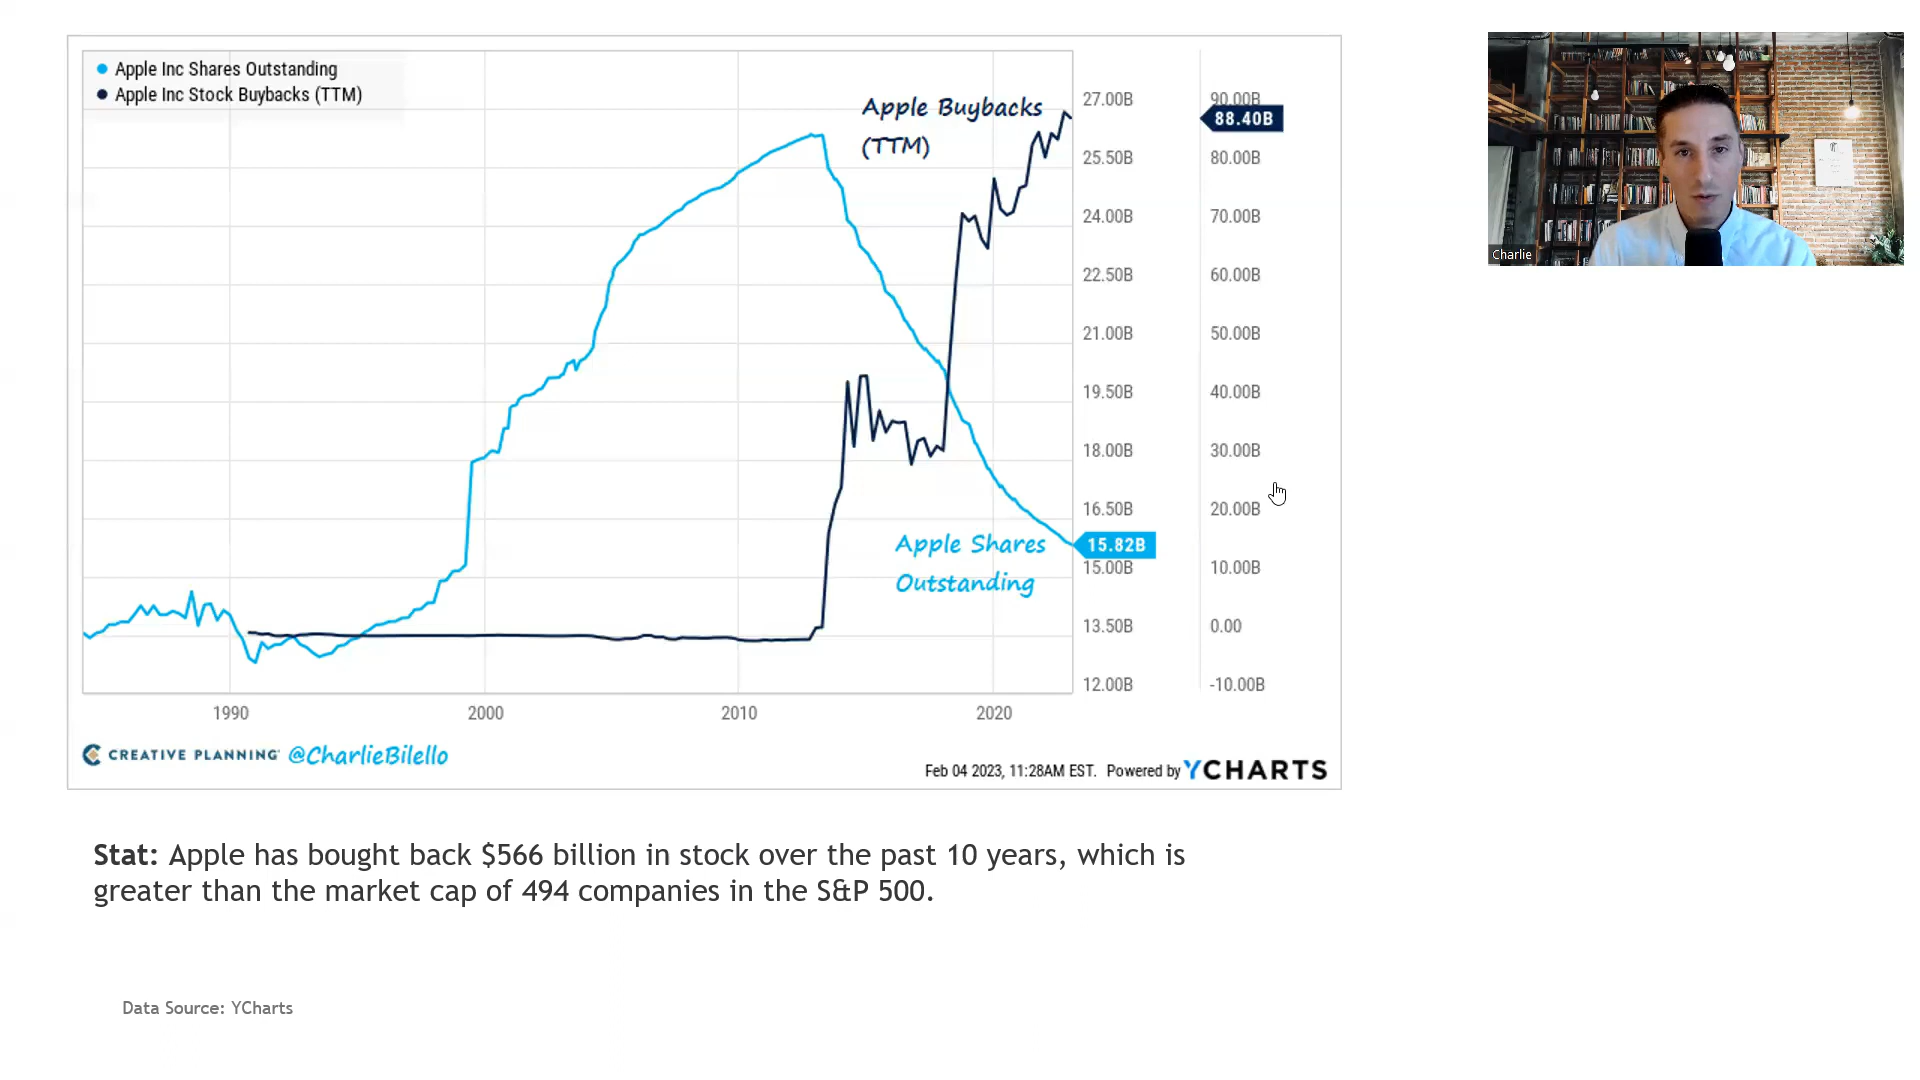 Apple Inc Shares Outstanding
Apple Inc Stock Buybacks (TTM)
Apple Buybacks
(TTM)
Apple Shares
Outstanding
27.00B
25.50B
24.00B
22.50B
21.00B
19.50B
18.00B
16.50B
15.82B
15.00B
13.50B
12.00B
90.00B
88.40B
80.00B
70.00B
60.00B
50.00B
40.00B
30.00B
20.00B
10.00B
0.00
-10.00B
1990
2000
2010
2020
CREATIVE PLANNING @CharlieBilello
Feb 04 2023, 11:28AM EST. Powered by YCHARTS
Charlie
Stat: Apple has bought back $566 billion in stock over the past 10 years, which is
greater than the market cap of 494 companies in the S&P 500.
Data Source: YCharts